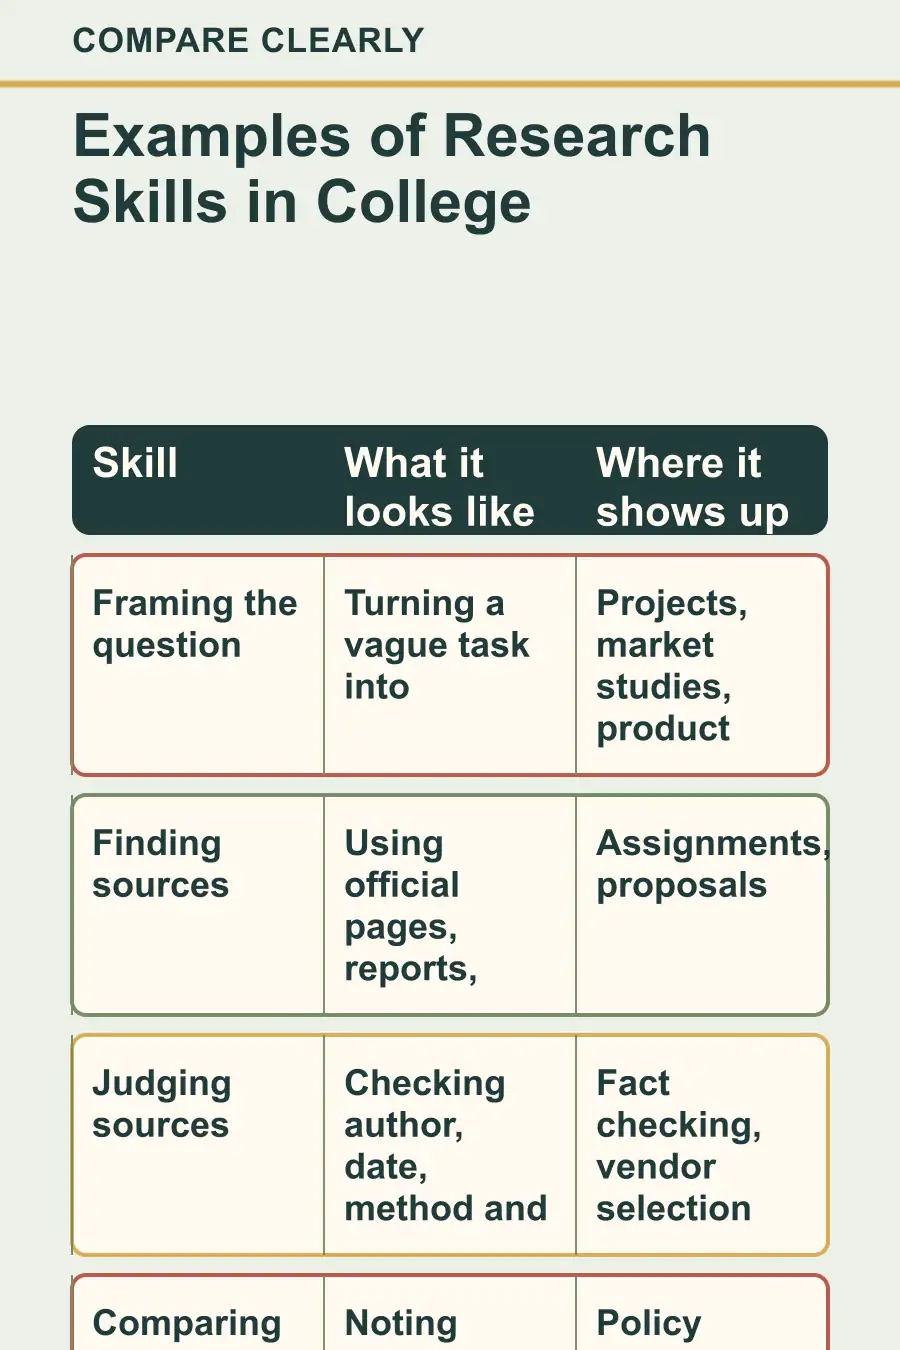 COMPARE CLEARLY
Examples of Research
Skills in College
Skill
What it
looks like
Where it
shows up
Framing the
question
Turning a
vague task
into
Projects,
market
studies,
product
Finding
sources
Using
official
pages,
reports,
Assignments,
proposals
Judging
sources
Checking
author,
date,
method and
Fact
checking,
vendor
selection
Comparing
Noting
Policy